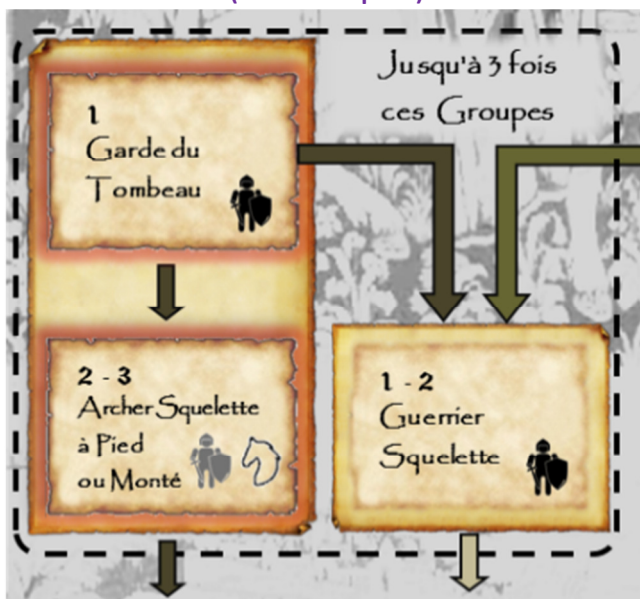 Jusqu'à 3 fois
ces Groupes
1
Garde du
Tombeau
2 - 3
Archer Squelette
à Pied
ou Monté
1 - 2
Guerrier
Squelette